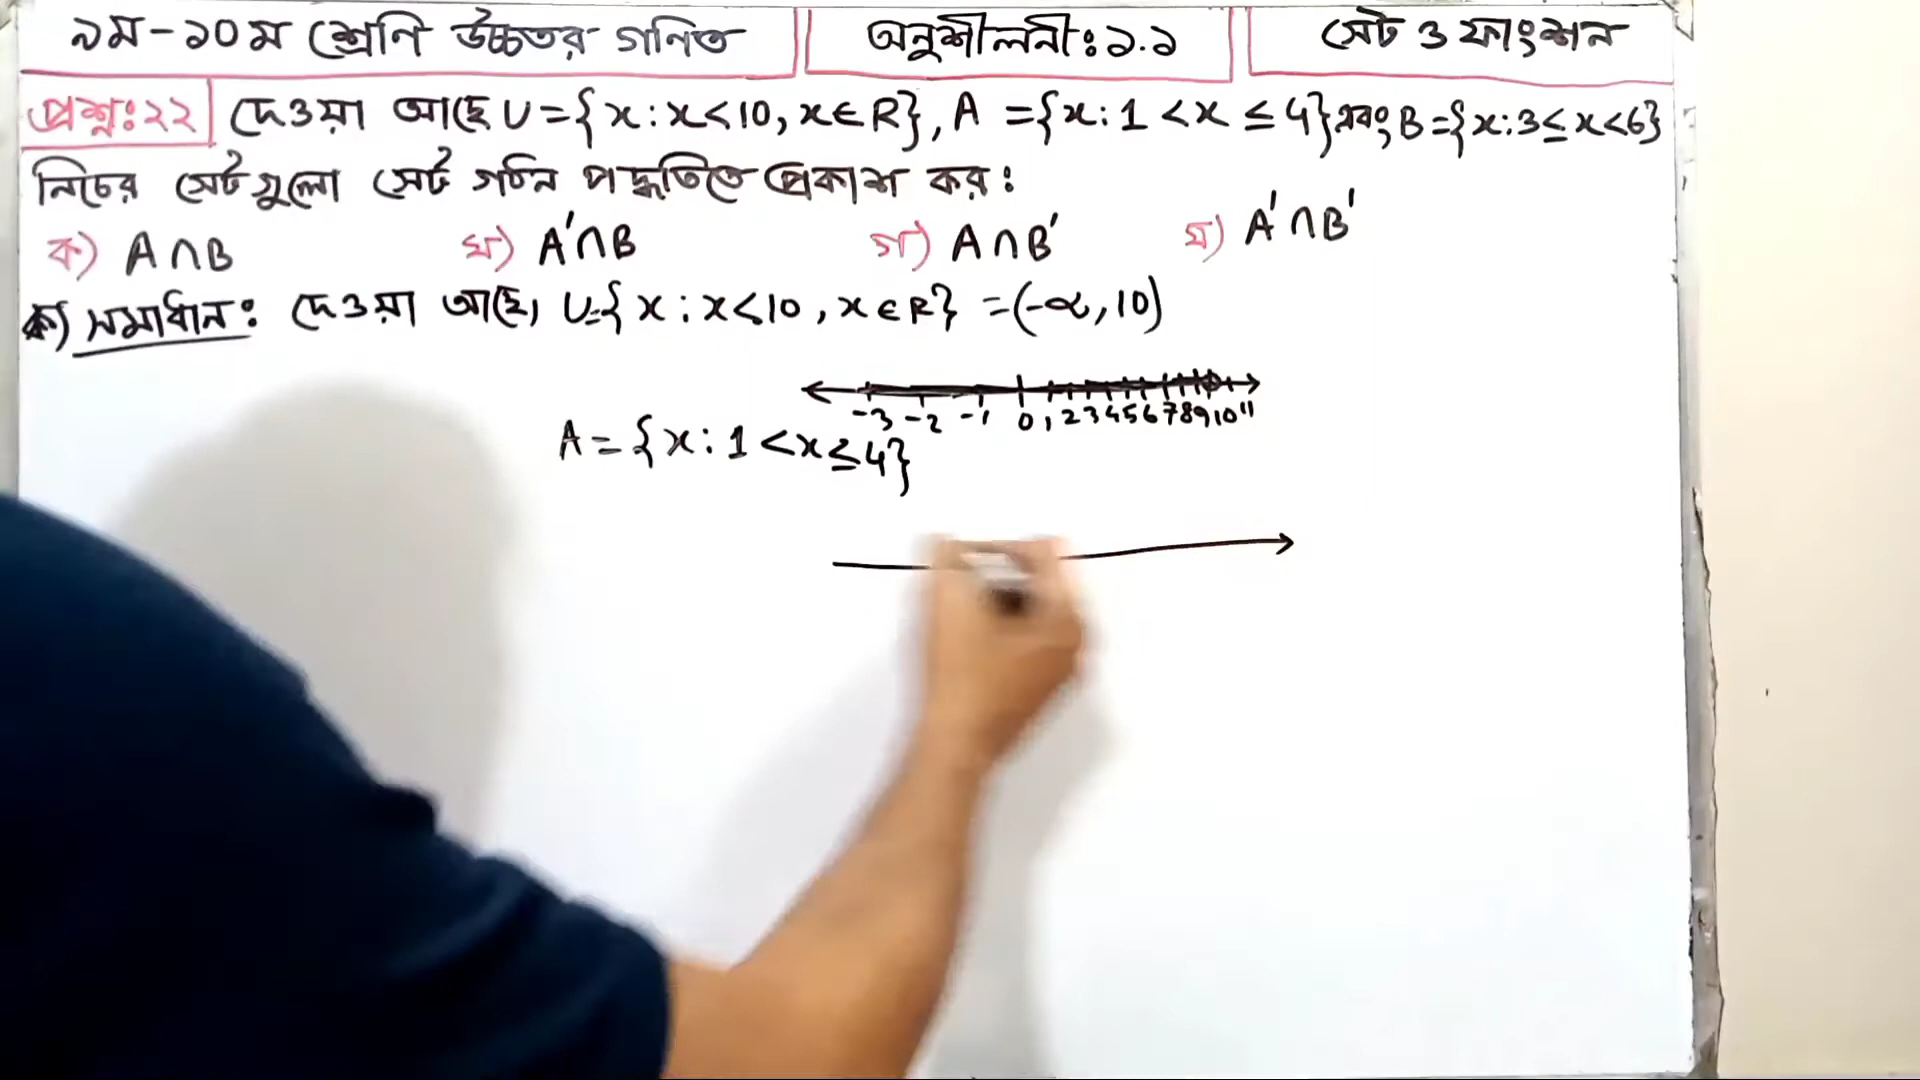 ৯ম-১০ম শ্রেণি উচ্চতর গনিত অনুশীলনী: ১.১ সেট ও ফাংশন
প্রশ্ন: ২২ দেওয়া আছে U = {x : x < 10, x ∈ R}, A = {x : 1 < x ≤ 4} এবং B = {x : 3 ≤ x < 6}
নিচের সেটগুলো সেট গঠন পদ্ধতিতে প্রকাশ কর:
ক) A ∩ B খ) A' ∩ B গ) A ∩ B' ঘ) A' ∩ B'
ক) সমাধান: দেওয়া আছে, U = {x : x < 10, x ∈ R} = (-∝, 10)
-3 -2 -1 0 1 2 3 4 5 6 7 8 9 10 11
A = {x : 1 < x ≤ 4}